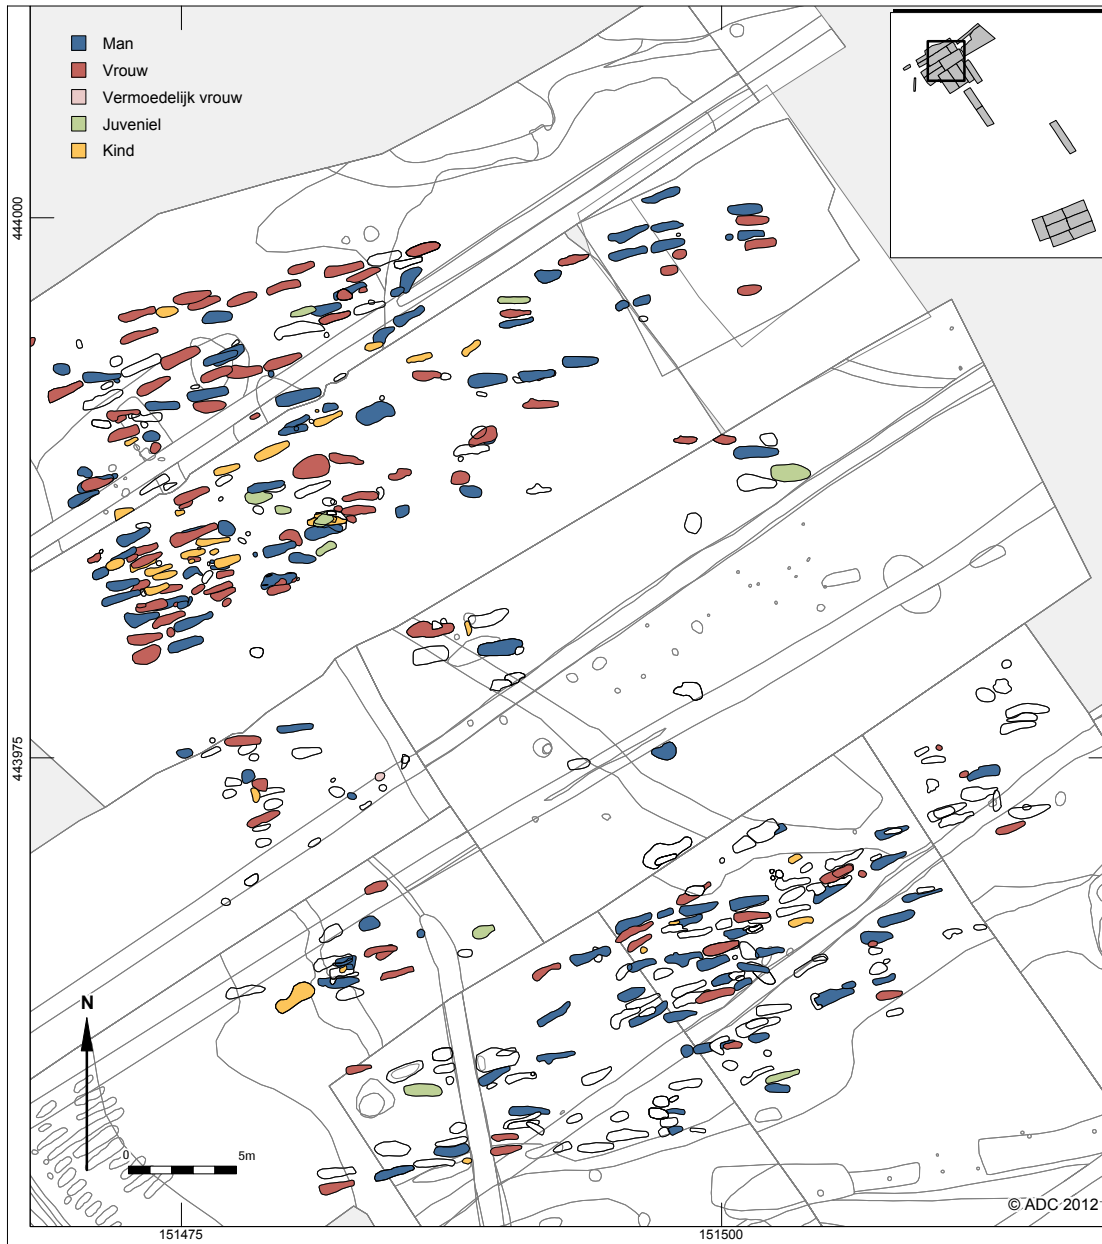 Man
Vrouw
Vermoedelijk vrouw
Juveniel
Kind
444000
443975
N
0 5m
© ADC 2012
151475 151500